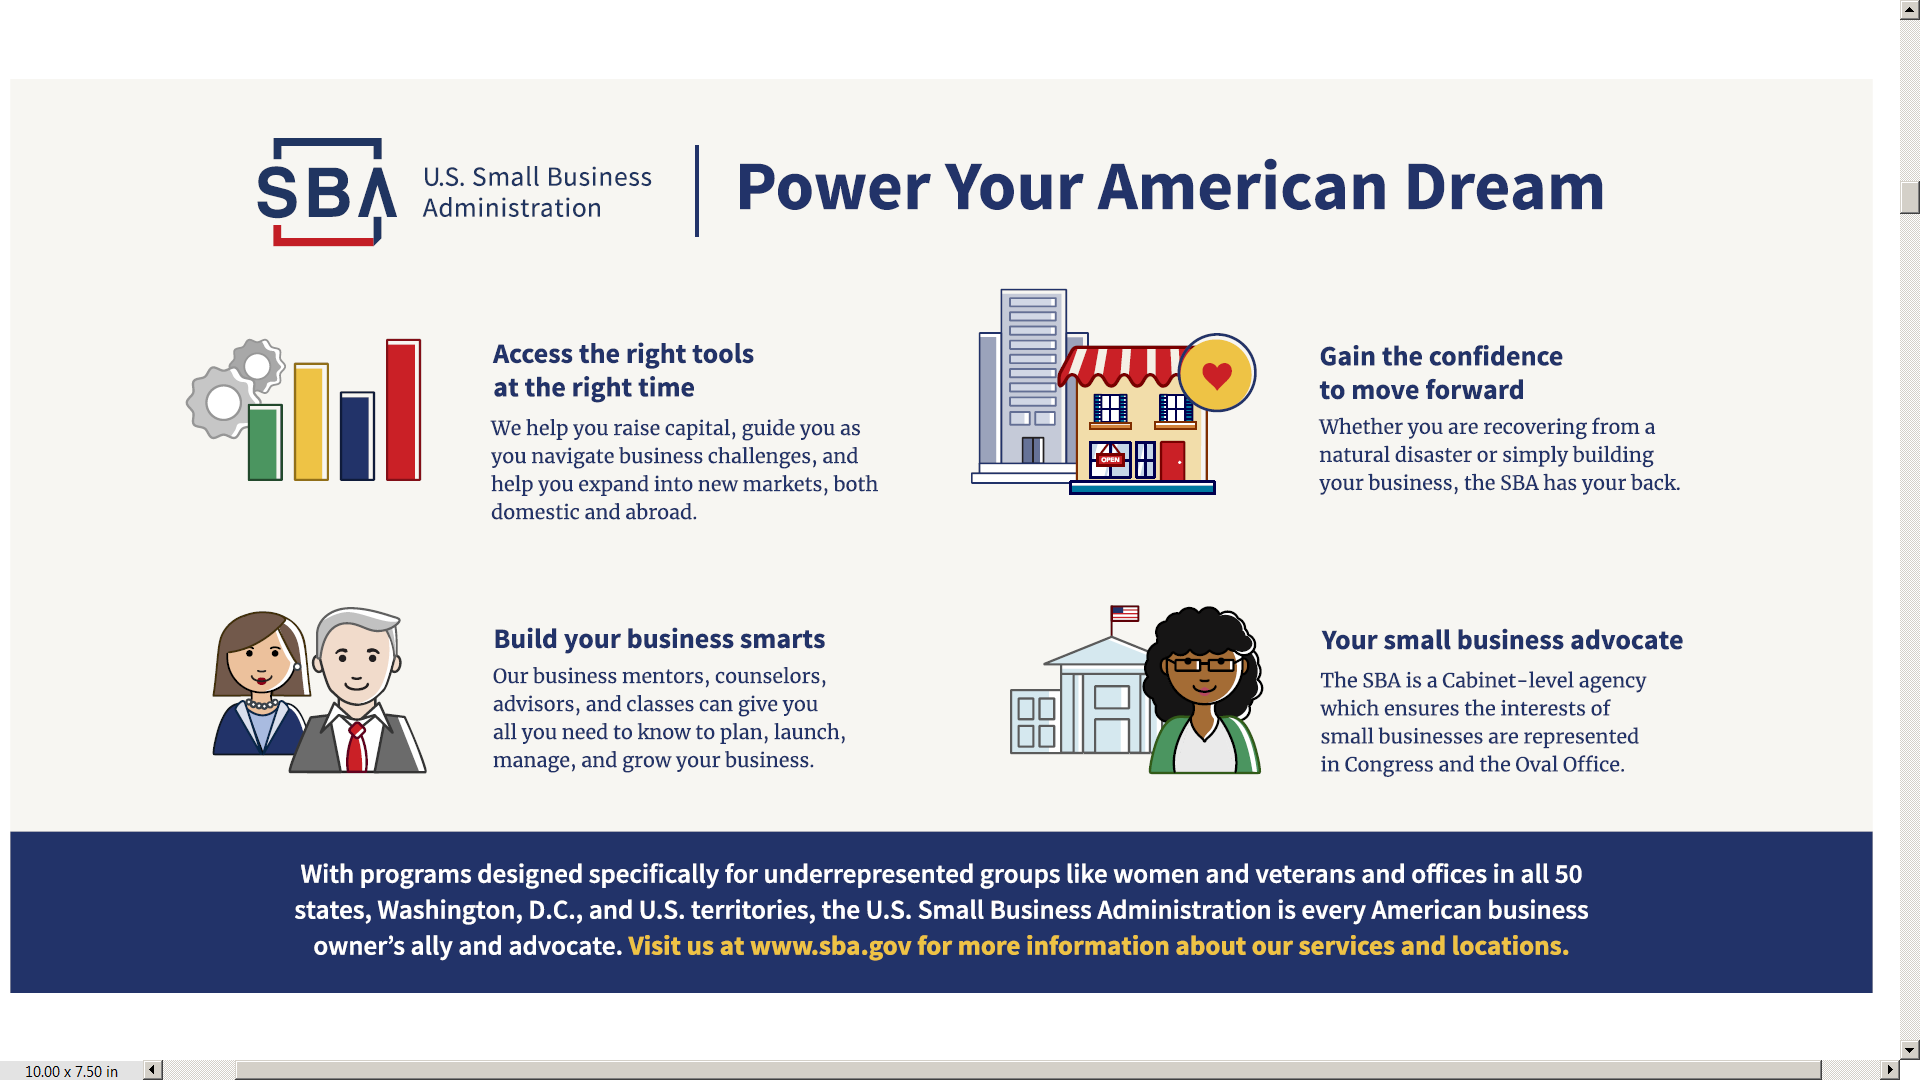 SBA
U.S. Small Business
Administration
Power Your American Dream
Access the right tools
at the right time
We help you raise capital, guide you as
you navigate business challenges, and
help you expand into new markets, both
domestic and abroad.
OPEN
Gain the confidence
to move forward
Whether you are recovering from a
natural disaster or simply building
your business, the SBA has your back.
Build your business smarts
Our business mentors, counselors,
advisors, and classes can give you
all you need to know to plan, launch,
manage, and grow your business.
Your small business advocate
The SBA is a Cabinet-level agency
which ensures the interests of
small businesses are represented
in Congress and the Oval Office.
With programs designed specifically for underrepresented groups like women and veterans and offices in all 50
states, Washington, D.C., and U.S. territories, the U.S. Small Business Administration is every American business
owner’s ally and advocate. Visit us at www.sba.gov for more information about our services and locations.
10.00 x 7.50 in